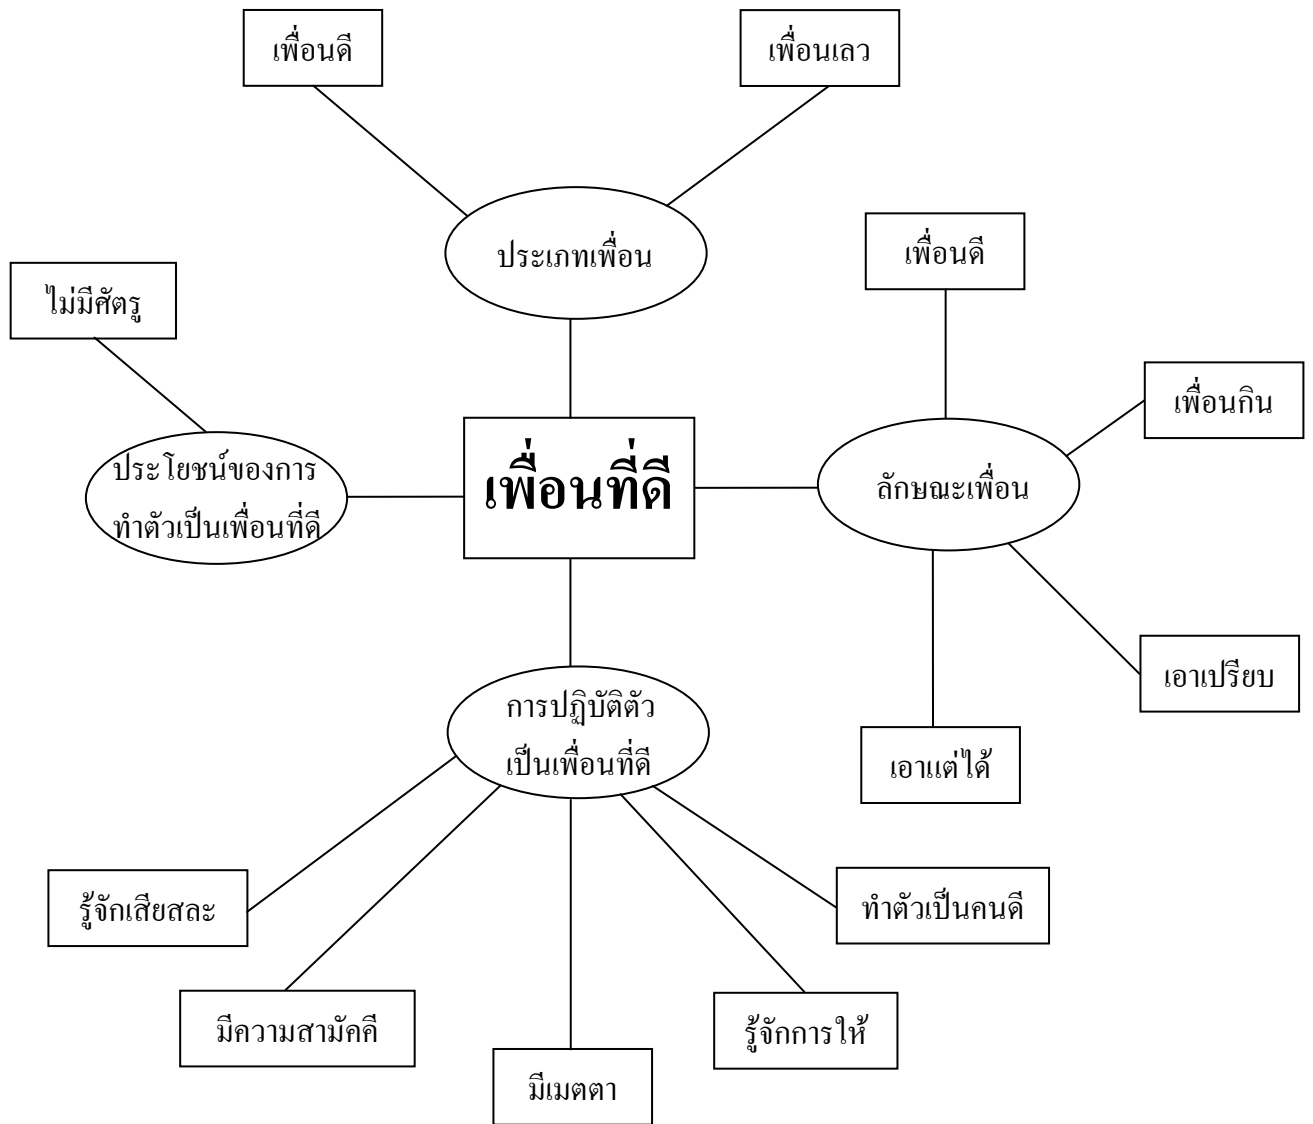 เพื่อนดี
เพื่อนเลว
ประเภทเพื่อน
เพื่อนดี
ไม่มีศัตรู
เพื่อนกิน
ประโยชน์ของการ
ทำตัวเป็นเพื่อนที่ดี
เพื่อนที่ดี
ลักษณะเพื่อน
เอาเปรียบ
การปฏิบัติตัว
เป็นเพื่อนที่ดี
เอาแต่ได้
รู้จักเสียสละ
ทำตัวเป็นคนดี
มีความสามัคคี
รู้จักการให้
มีเมตตา